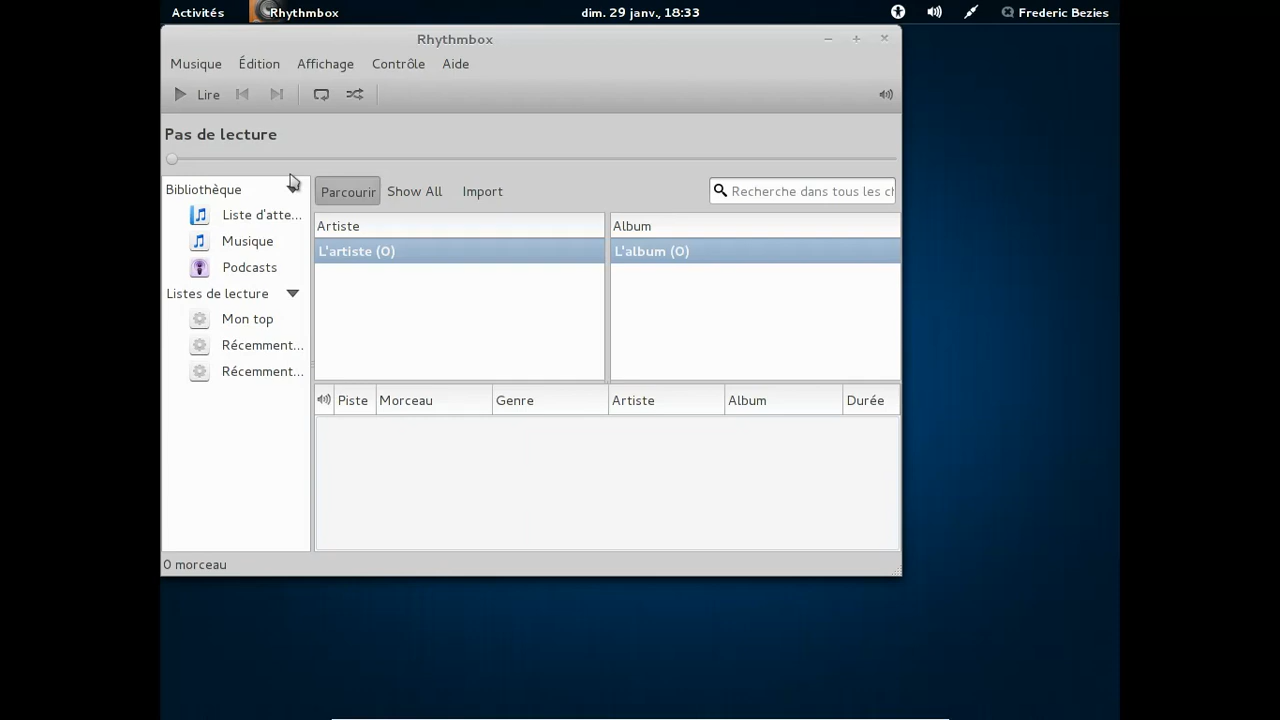 Activités Rhythmbox dim. 29 janv., 18:33 Frederic Bezies
Rhythmbox
Musique Édition Affichage Contrôle Aide
Lire
Pas de lecture
Bibliothèque
Liste d'atte...
Musique
Podcasts
Listes de lecture
Mon top
Récemment...
Récemment...
Parcourir Show All Import Recherche dans tous les ch
Artiste Album
L'artiste (0) L'album (0)
Piste Morceau Genre Artiste Album Durée
0 morceau